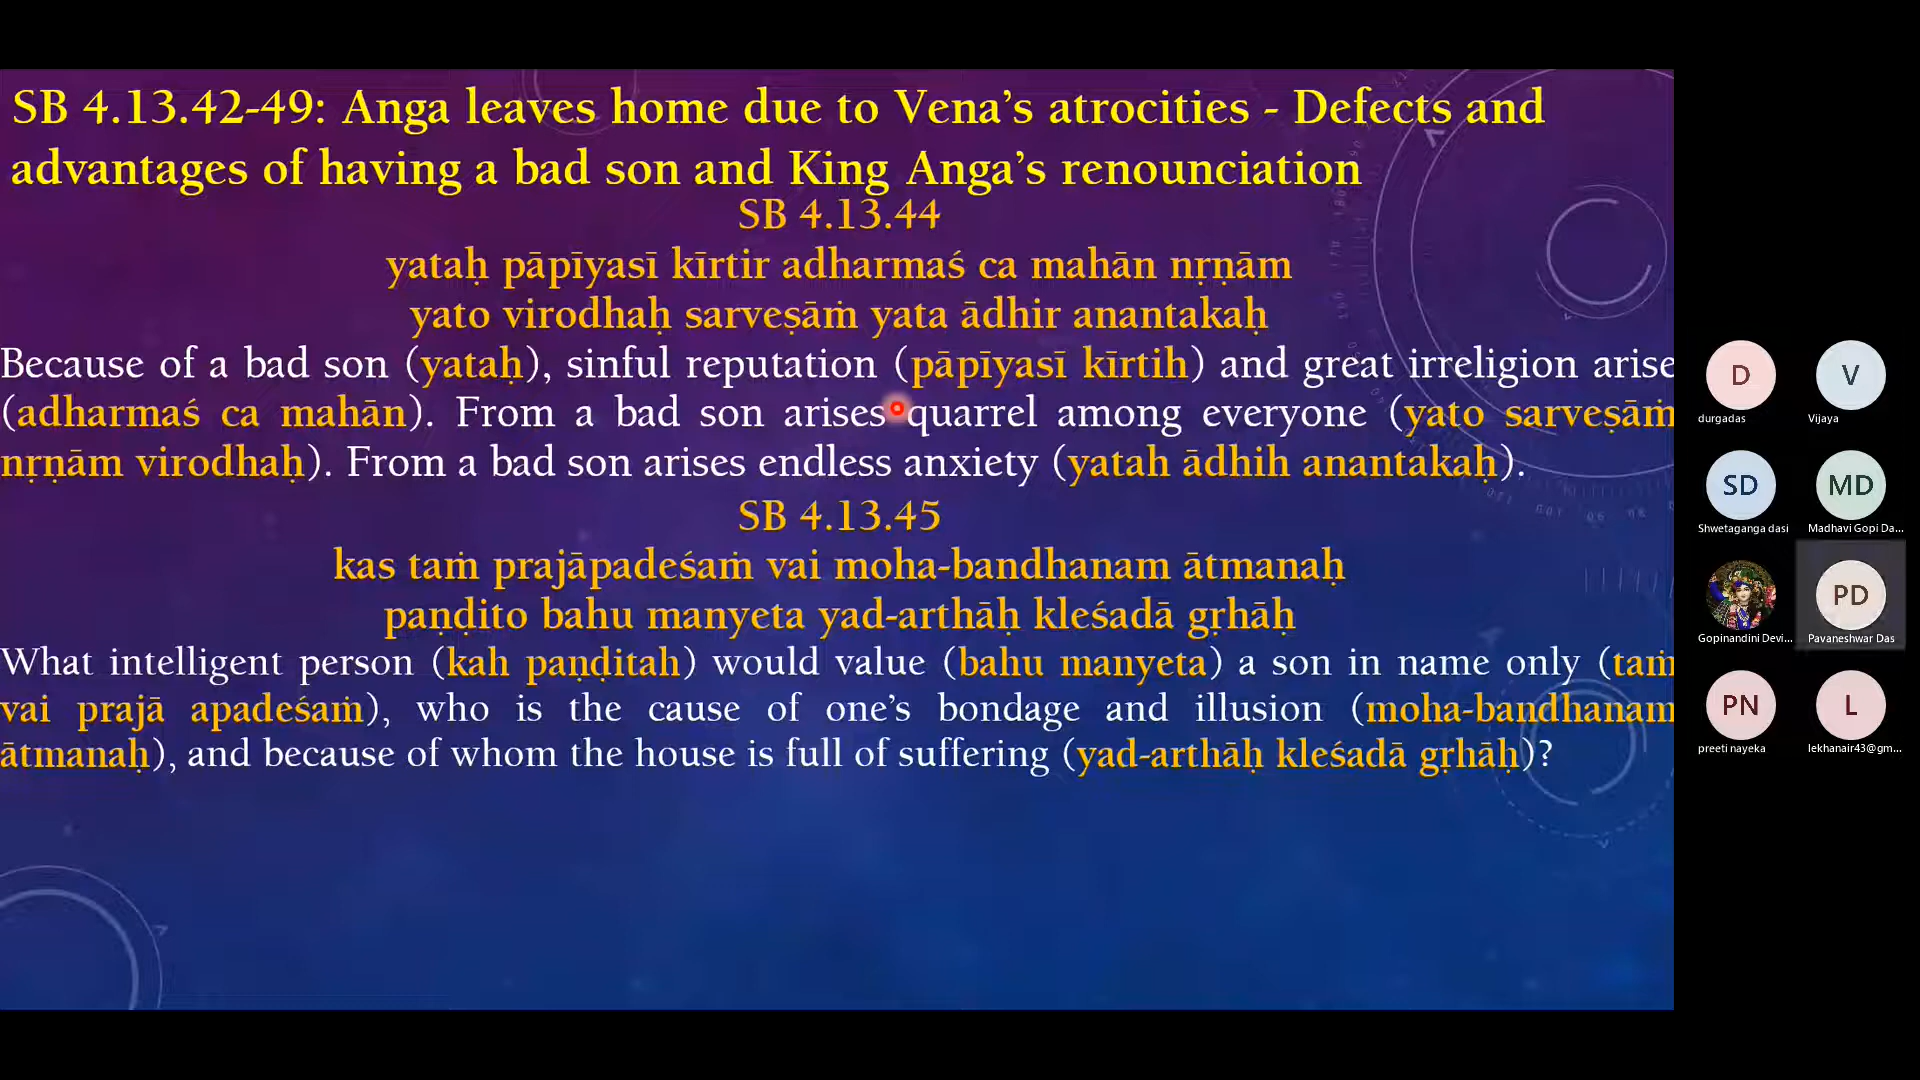 SB 4.13.42-49: Anga leaves home due to Vena's atrocities - Defects and
advantages of having a bad son and King Anga's renounciation
SB 4.13.44
yataḥ pāpīyasī kīrtir adharmaś ca mahān nṛṇām
yato virodhaḥ sarveṣāṁ yata ādhir anantakaḥ
Because of a bad son (yataḥ), sinful reputation (pāpīyasī kīrtih) and great irreligion arise
(adharmaś ca mahān). From a bad son arises quarrel among everyone (yato sarveṣāṁ
nṛṇām virodhaḥ). From a bad son arises endless anxiety (yatah ādhih anantakaḥ).
SB 4.13.45
kas taṁ prajāpadeśaṁ vai moha-bandhanam ātmanaḥ
paṇḍito bahu manyeta yad-arthāḥ kleśadā gṛhāḥ
What intelligent person (kah paṇḍitah) would value (bahu manyeta) a son in name only (taṁ
vai prajā apadeśaṁ), who is the cause of one's bondage and illusion (moha-bandhanam
ātmanaḥ), and because of whom the house is full of suffering (yad-arthāḥ kleśadā gṛhāḥ)?
D
durgadas
V
Vijaya
SD
Shwetaganga dasi
MD
Madhavi Gopi Da...
Gopinandini Devi...
PD
Pavaneshwar Das
PN
preeti nayeka
L
lekhanair43@gm...